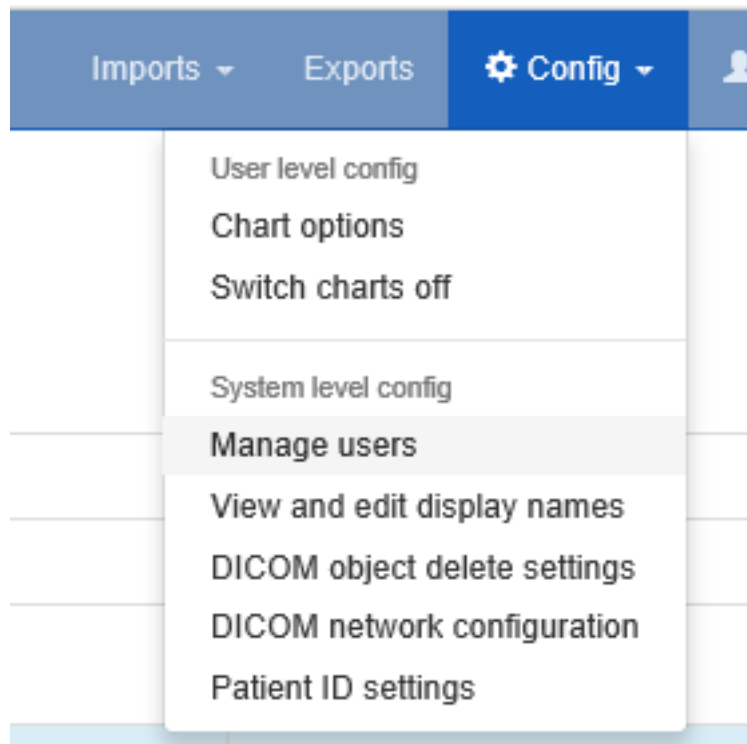 Imports Exports Config
User level config
Chart options
Switch charts off
System level config
Manage users
View and edit display names
DICOM object delete settings
DICOM network configuration
Patient ID settings